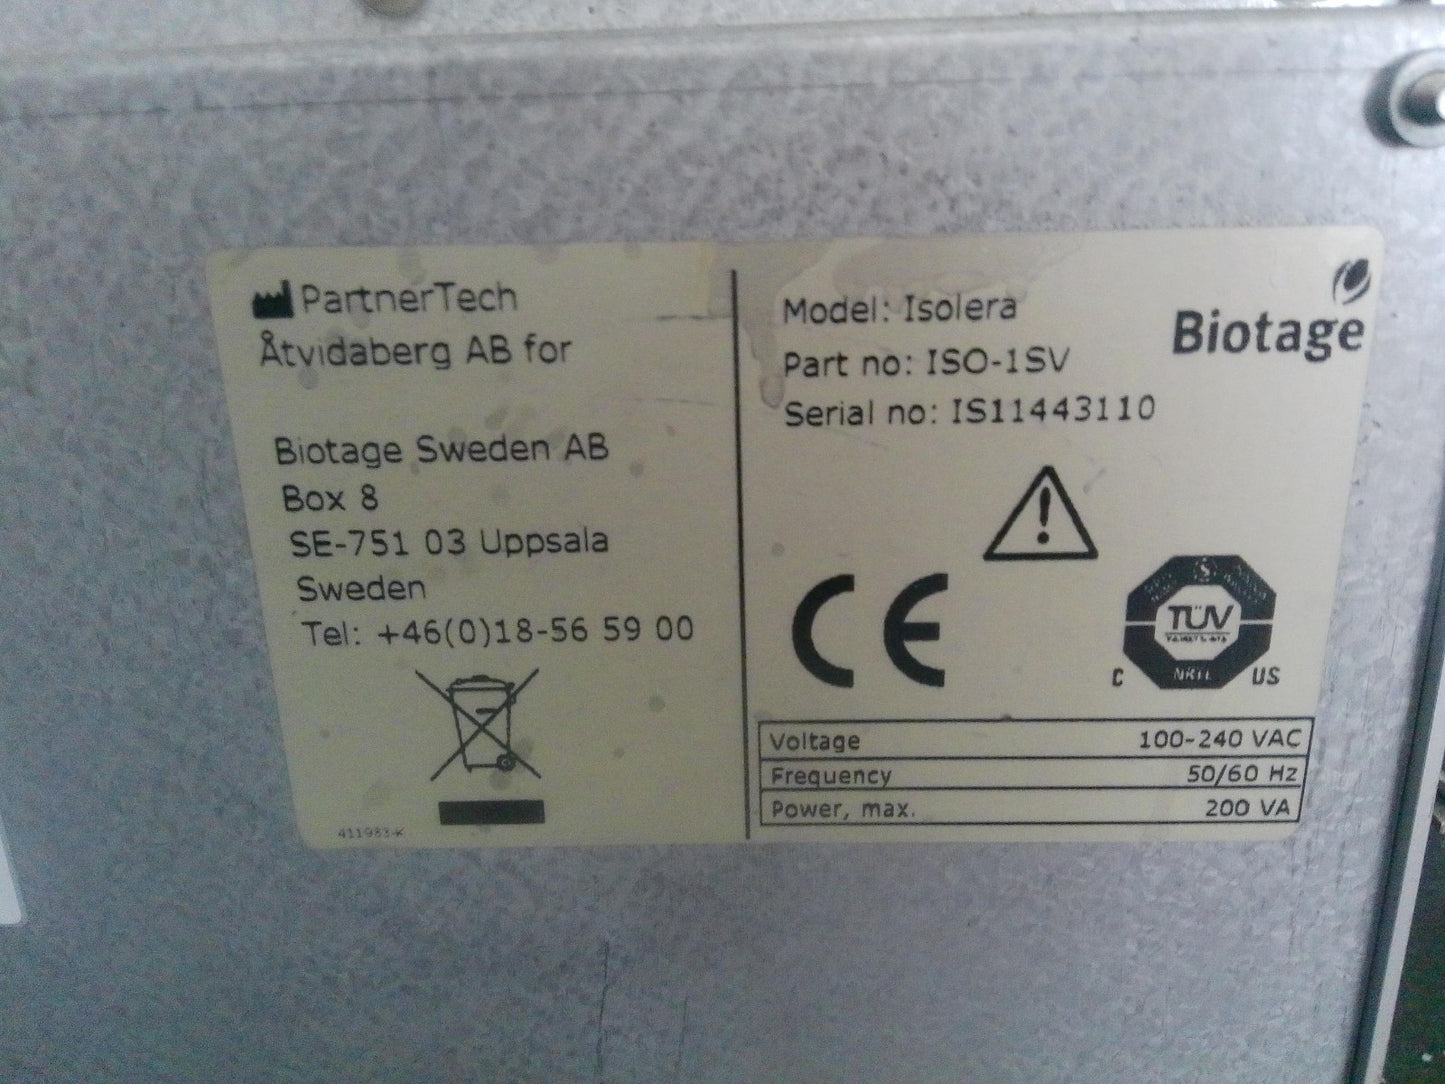 PartnerTech
Åtvidaberg AB for
Biotage Sweden AB
Box 8
SE-751 03 Uppsala
Sweden
Tel: +46(0)18-56 59 00
411983-K
Model: Isolera
Part no: ISO-1SV
Serial no: IS11443110
Biotage
CE
TÜV
NRTL
C US
Voltage 100-240 VAC
Frequency 50/60 Hz
Power, max. 200 VA